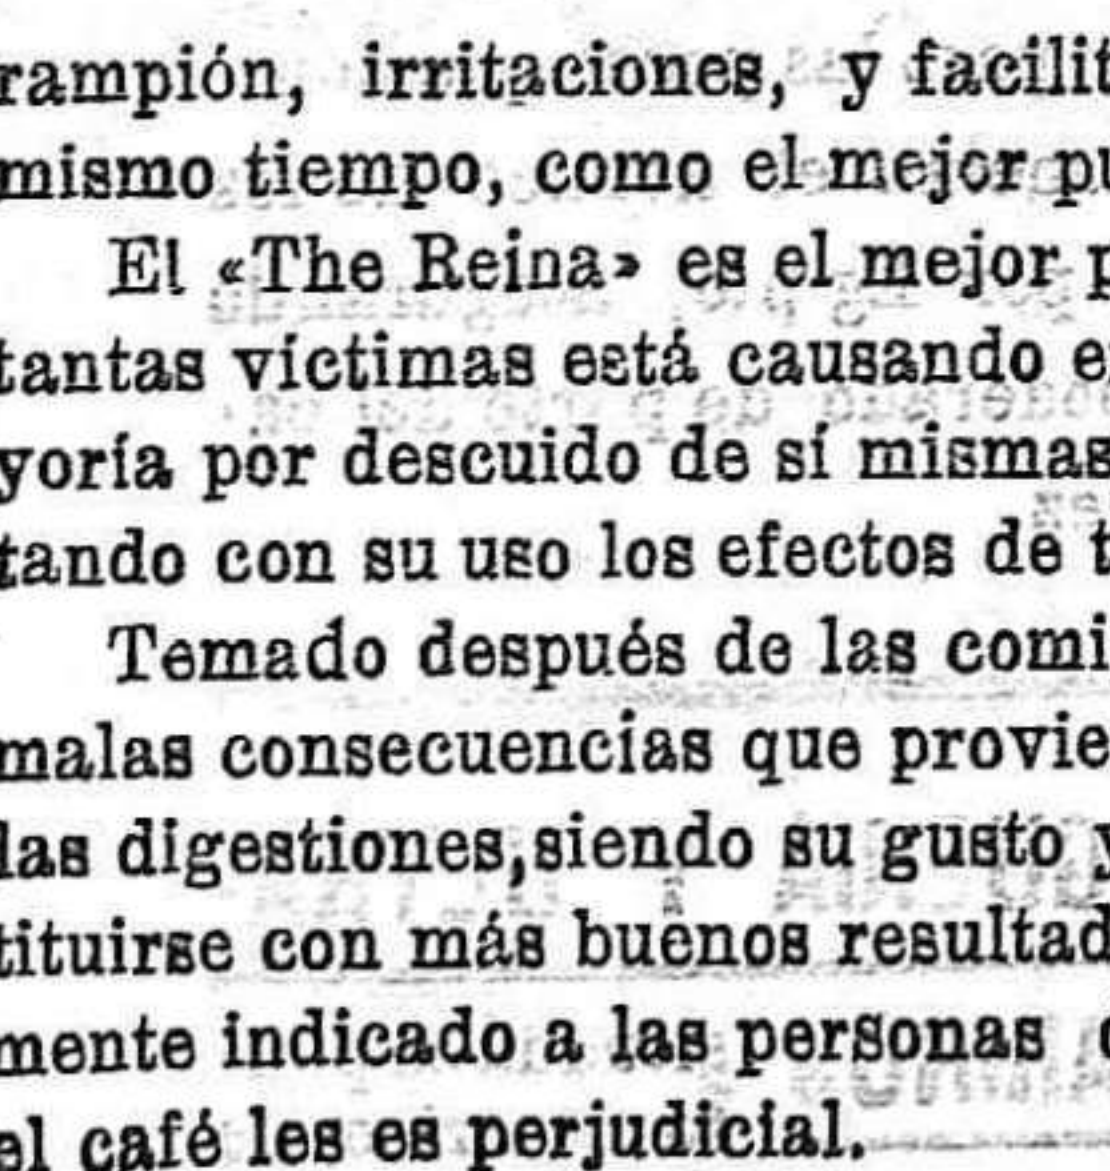 rampión, irritaciones, y facilit
mismo tiempo, como el mejor pu
El «The Reina» es el mejor p
tantas víctimas está causando e
yoría por descuido de sí mismas
tando con su uso los efectos de t
Temado después de las comi
malas consecuencias que provie
las digestiones,siendo su gusto y
tituirse con más buenos resultad
mente indicado a las personas
el café les es perjudicial.